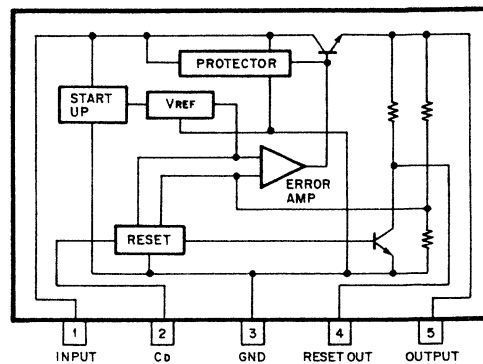 PROTECTOR
START
UP
VREF
ERROR
AMP
RESET
1 2 3 4 5
INPUT CD GND RESET OUT OUTPUT